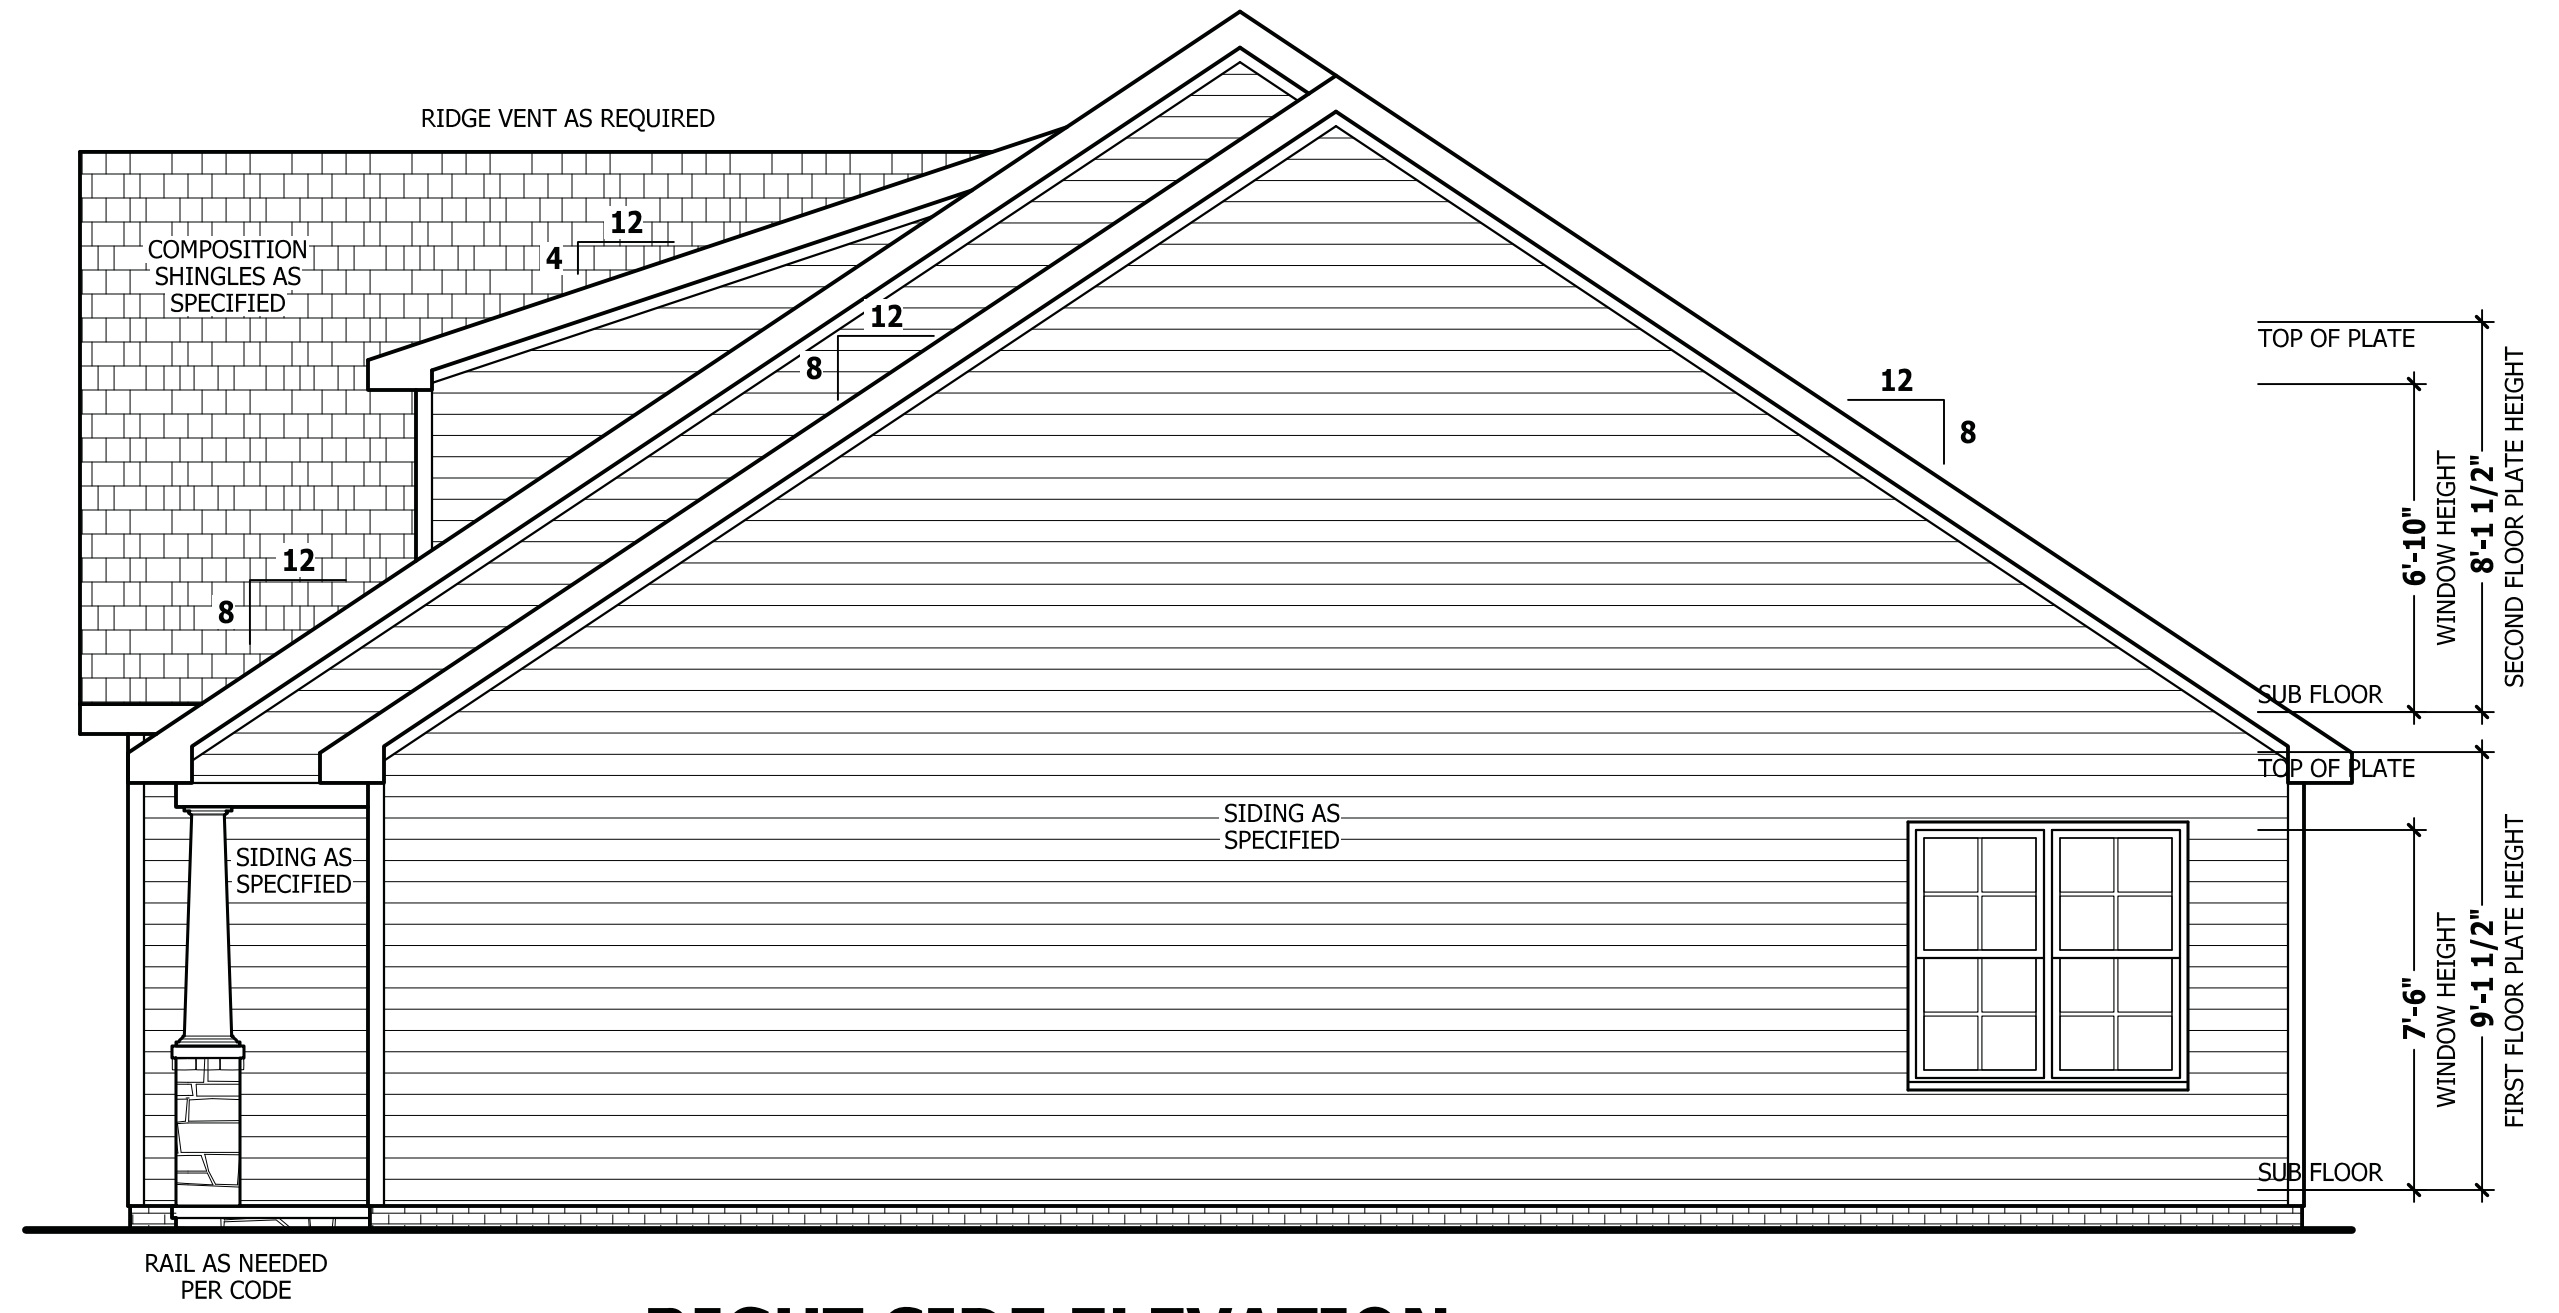 RIDGE VENT AS REQUIRED
COMPOSITION
SHINGLES AS
SPECIFIED
12
4
12
8
12
8
12
8
TOP OF PLATE
6'-10"
WINDOW HEIGHT
8'-1 1/2"
SECOND FLOOR PLATE HEIGHT
SUB FLOOR
TOP OF PLATE
SIDING AS
SPECIFIED
SIDING AS
SPECIFIED
7'-6"
WINDOW HEIGHT
9'-1 1/2"
FIRST FLOOR PLATE HEIGHT
SUB FLOOR
RAIL AS NEEDED
PER CODE
RIGHT SIDE ELEVATION